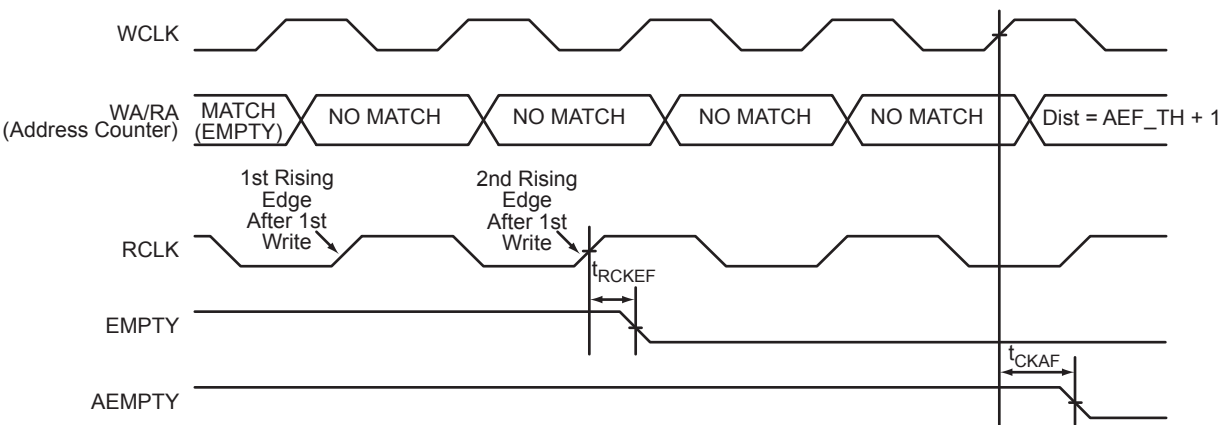 WCLK
WA/RA
(Address Counter)
MATCH
(EMPTY)
NO MATCH
NO MATCH
NO MATCH
NO MATCH
Dist = AEF_TH + 1
1st Rising
Edge
After 1st
Write
2nd Rising
Edge
After 1st
Write
RCLK
tRCKEF
EMPTY
tCKAF
AEMPTY